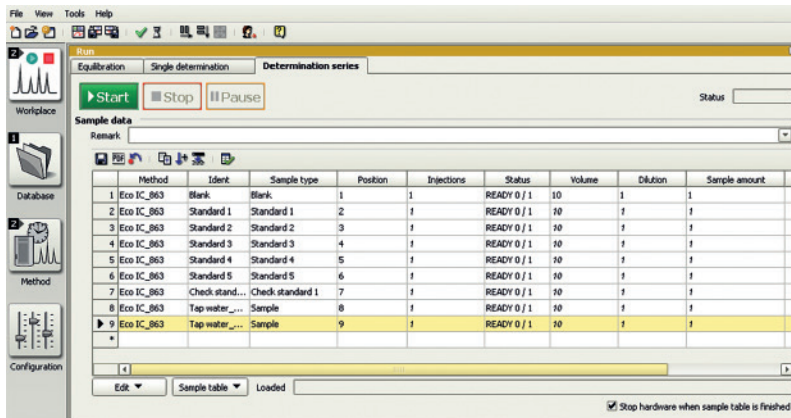 File View Tools Help
Run
Equilibration Single determination Determination series
Start Stop Pause Status
Sample data
Remark
PDF
Method Ident Sample type Position Injections Status Volume Dilution Sample amount
1 Eco IC_863 Blank Blank 1 1 READY 0 / 1 10 1 1
2 Eco IC_863 Standard 1 Standard 1 2 1 READY 0 / 1 10 1 1
3 Eco IC_863 Standard 2 Standard 2 3 1 READY 0 / 1 10 1 1
4 Eco IC_863 Standard 3 Standard 3 4 1 READY 0 / 1 10 1 1
5 Eco IC_863 Standard 4 Standard 4 5 1 READY 0 / 1 10 1 1
6 Eco IC_863 Standard 5 Standard 5 6 1 READY 0 / 1 10 1 1
7 Eco IC_863 Check stand... Check standard 1 7 1 READY 0 / 1 10 1 1
8 Eco IC_863 Tap water_... Sample 8 1 READY 0 / 1 10 1 1
9 Eco IC_863 Tap water_... Sample 9 1 READY 0 / 1 10 1 1
*
Edit Sample table Loaded
Stop hardware when sample table is finished
2
Workplace
1
Database
2
Method
Configuration